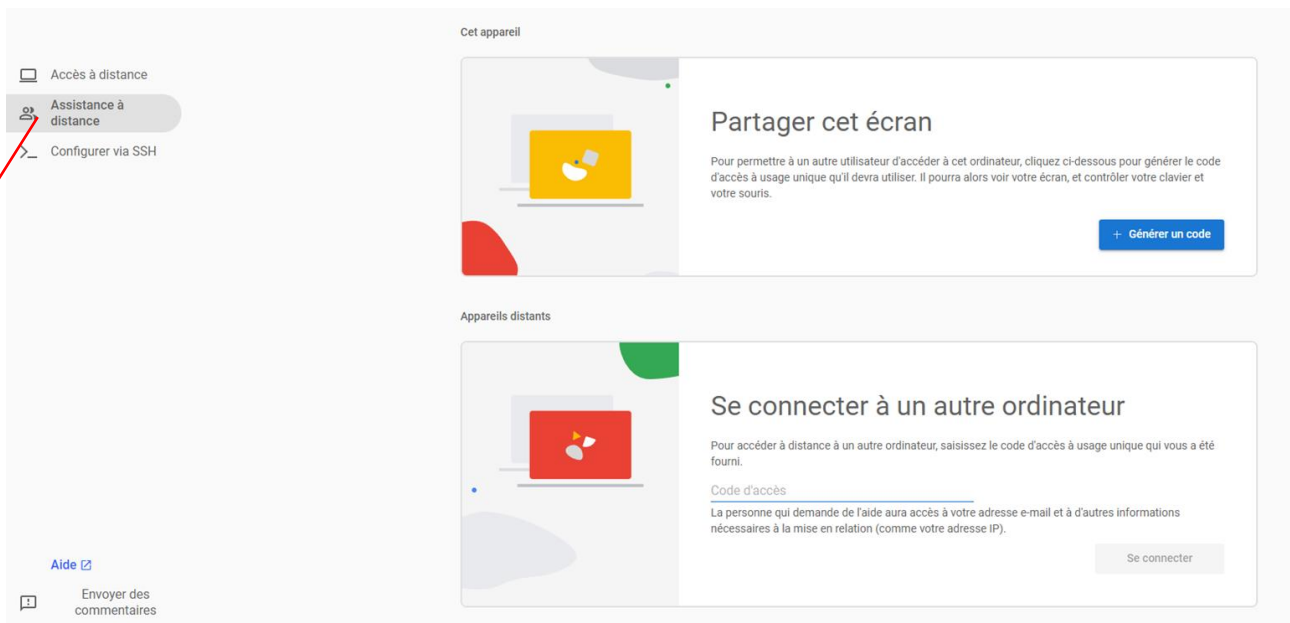 Cet appareil
Accès à distance
Assistance à
distance
Configurer via SSH
Partager cet écran
Pour permettre à un autre utilisateur d'accéder à cet ordinateur, cliquez ci-dessous pour générer le code
d'accès à usage unique qu'il devra utiliser. Il pourra alors voir votre écran, et contrôler votre clavier et
votre souris.
+ Générer un code
Appareils distants
Se connecter à un autre ordinateur
Pour accéder à distance à un autre ordinateur, saisissez le code d'accès à usage unique qui vous a été
fourni.
Code d'accès
La personne qui demande de l'aide aura accès à votre adresse e-mail et à d'autres informations
nécessaires à la mise en relation (comme votre adresse IP).
Se connecter
Aide
Envoyer des
commentaires